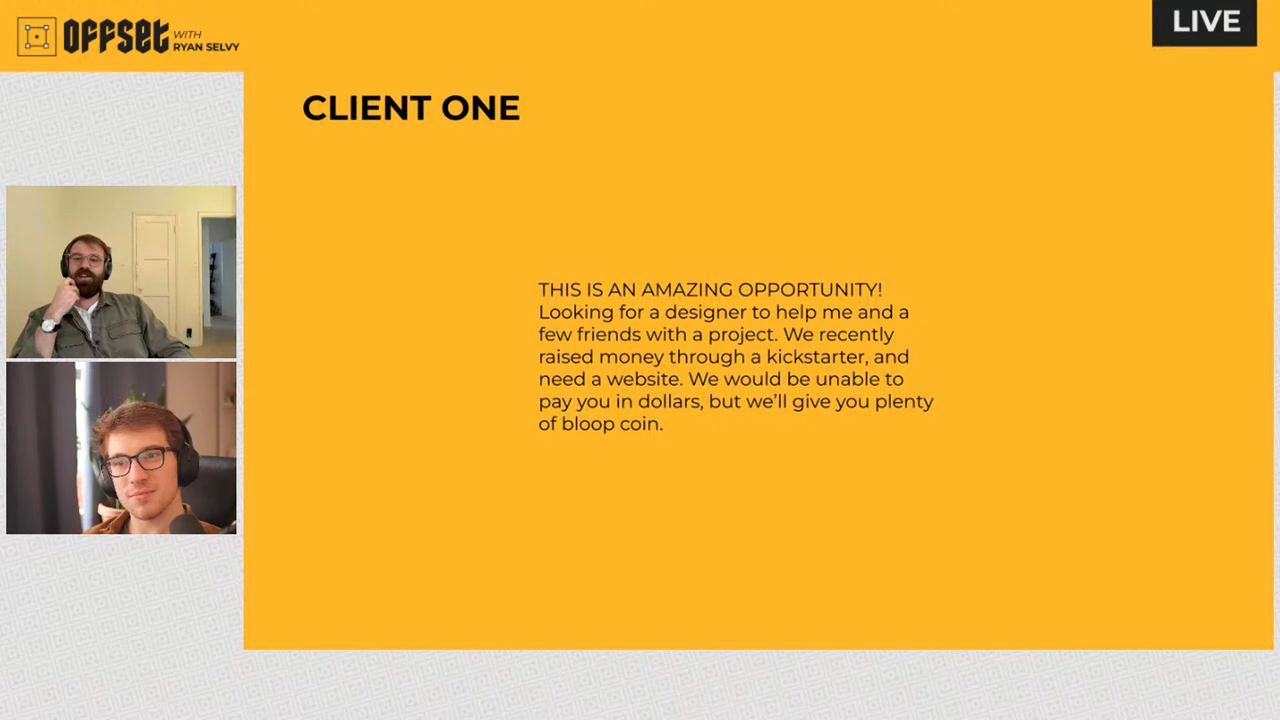 OFFSET
WITH
RYAN SELVY
LIVE
CLIENT ONE
THIS IS AN AMAZING OPPORTUNITY!
Looking for a designer to help me and a
few friends with a project. We recently
raised money through a kickstarter, and
need a website. We would be unable to
pay you in dollars, but we’ll give you plenty
of bloop coin.